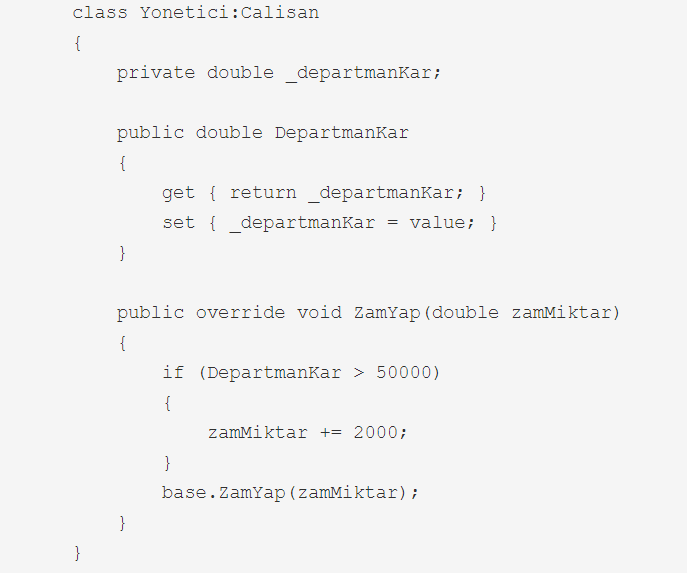 class Yonetici:Calisan
{
private double _departmanKar;
public double DepartmanKar
{
get { return _departmanKar; }
set { _departmanKar = value; }
}
public override void ZamYap(double zamMiktar)
{
if (DepartmanKar > 50000)
{
zamMiktar += 2000;
}
base.ZamYap(zamMiktar);
}
}